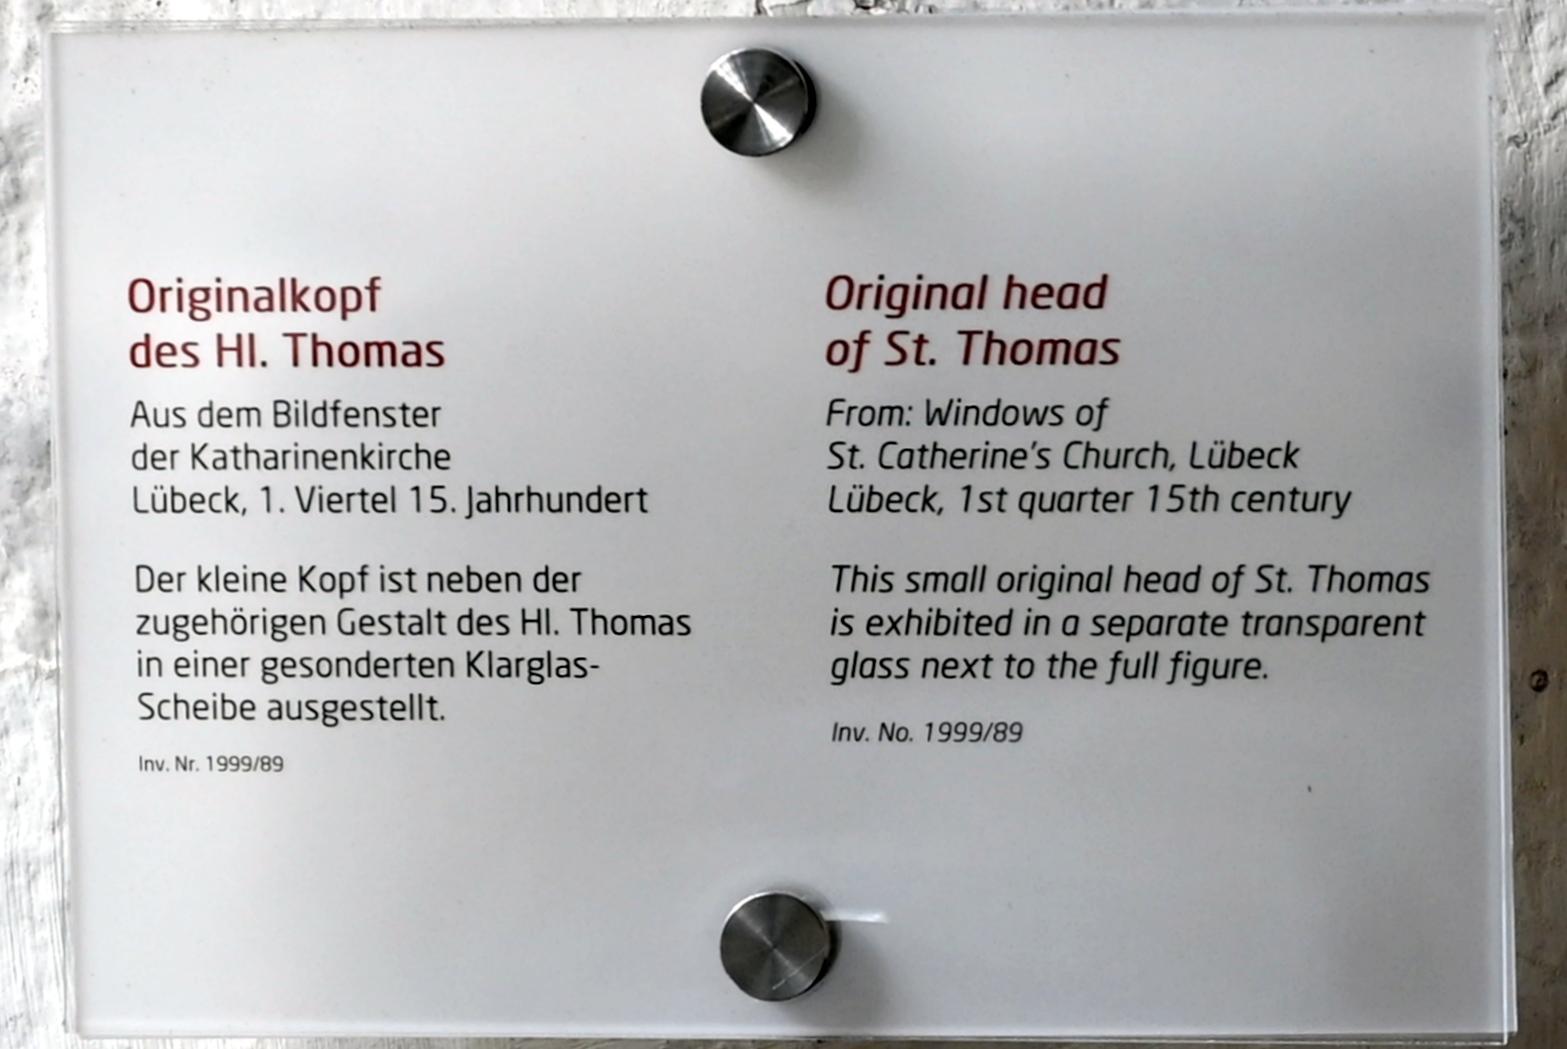 Originalkopf
des Hl. Thomas
Aus dem Bildfenster
der Katharinenkirche
Lübeck, 1. Viertel 15. Jahrhundert
Der kleine Kopf ist neben der
zugehörigen Gestalt des Hl. Thomas
in einer gesonderten Klarglas-
Scheibe ausgestellt.
Inv. Nr. 1999/89
Original head
of St. Thomas
From: Windows of
St. Catherine's Church, Lübeck
Lübeck, 1st quarter 15th century
This small original head of St. Thomas
is exhibited in a separate transparent
glass next to the full figure.
Inv. No. 1999/89